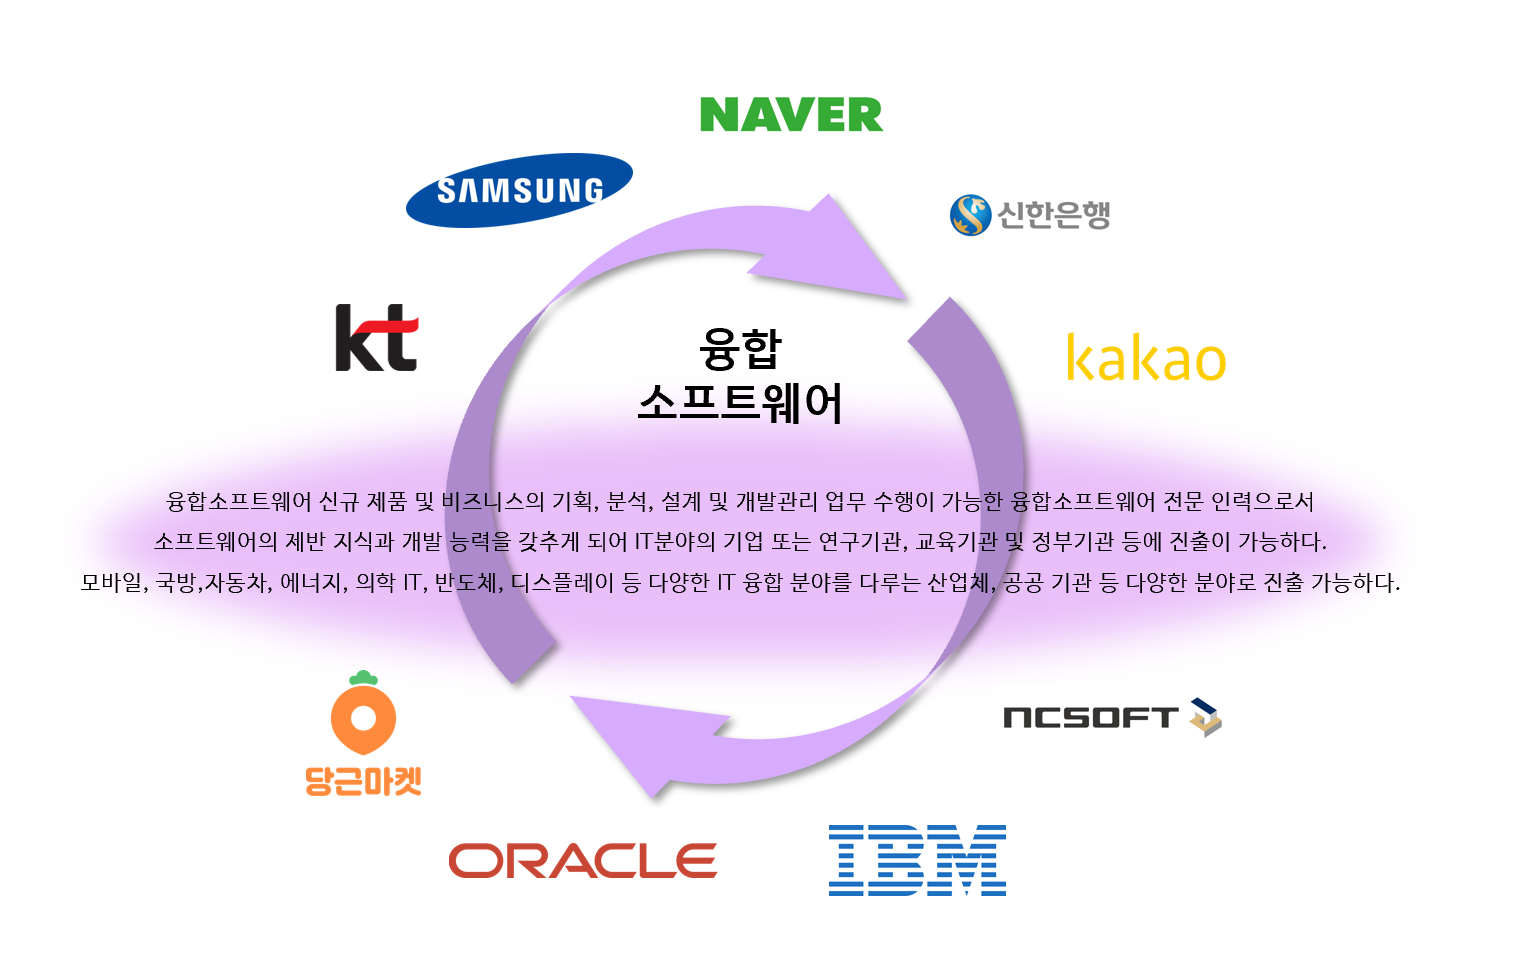 NAVER
SAMSUNG
신한은행
kt
kakao
융합
소프트웨어
융합소프트웨어 신규 제품 및 비즈니스의 기획, 분석, 설계 및 개발관리 업무 수행이 가능한 융합소프트웨어 전문 인력으로서
소프트웨어의 제반 지식과 개발 능력을 갖추게 되어 IT분야의 기업 또는 연구기관, 교육기관 및 정부기관 등에 진출이 가능하다.
모바일, 국방,자동차, 에너지, 의학 IT, 반도체, 디스플레이 등 다양한 IT 융합 분야를 다루는 산업체, 공공 기관 등 다양한 분야로 진출 가능하다.
당근마켓
NCSOFT
ORACLE
IBM